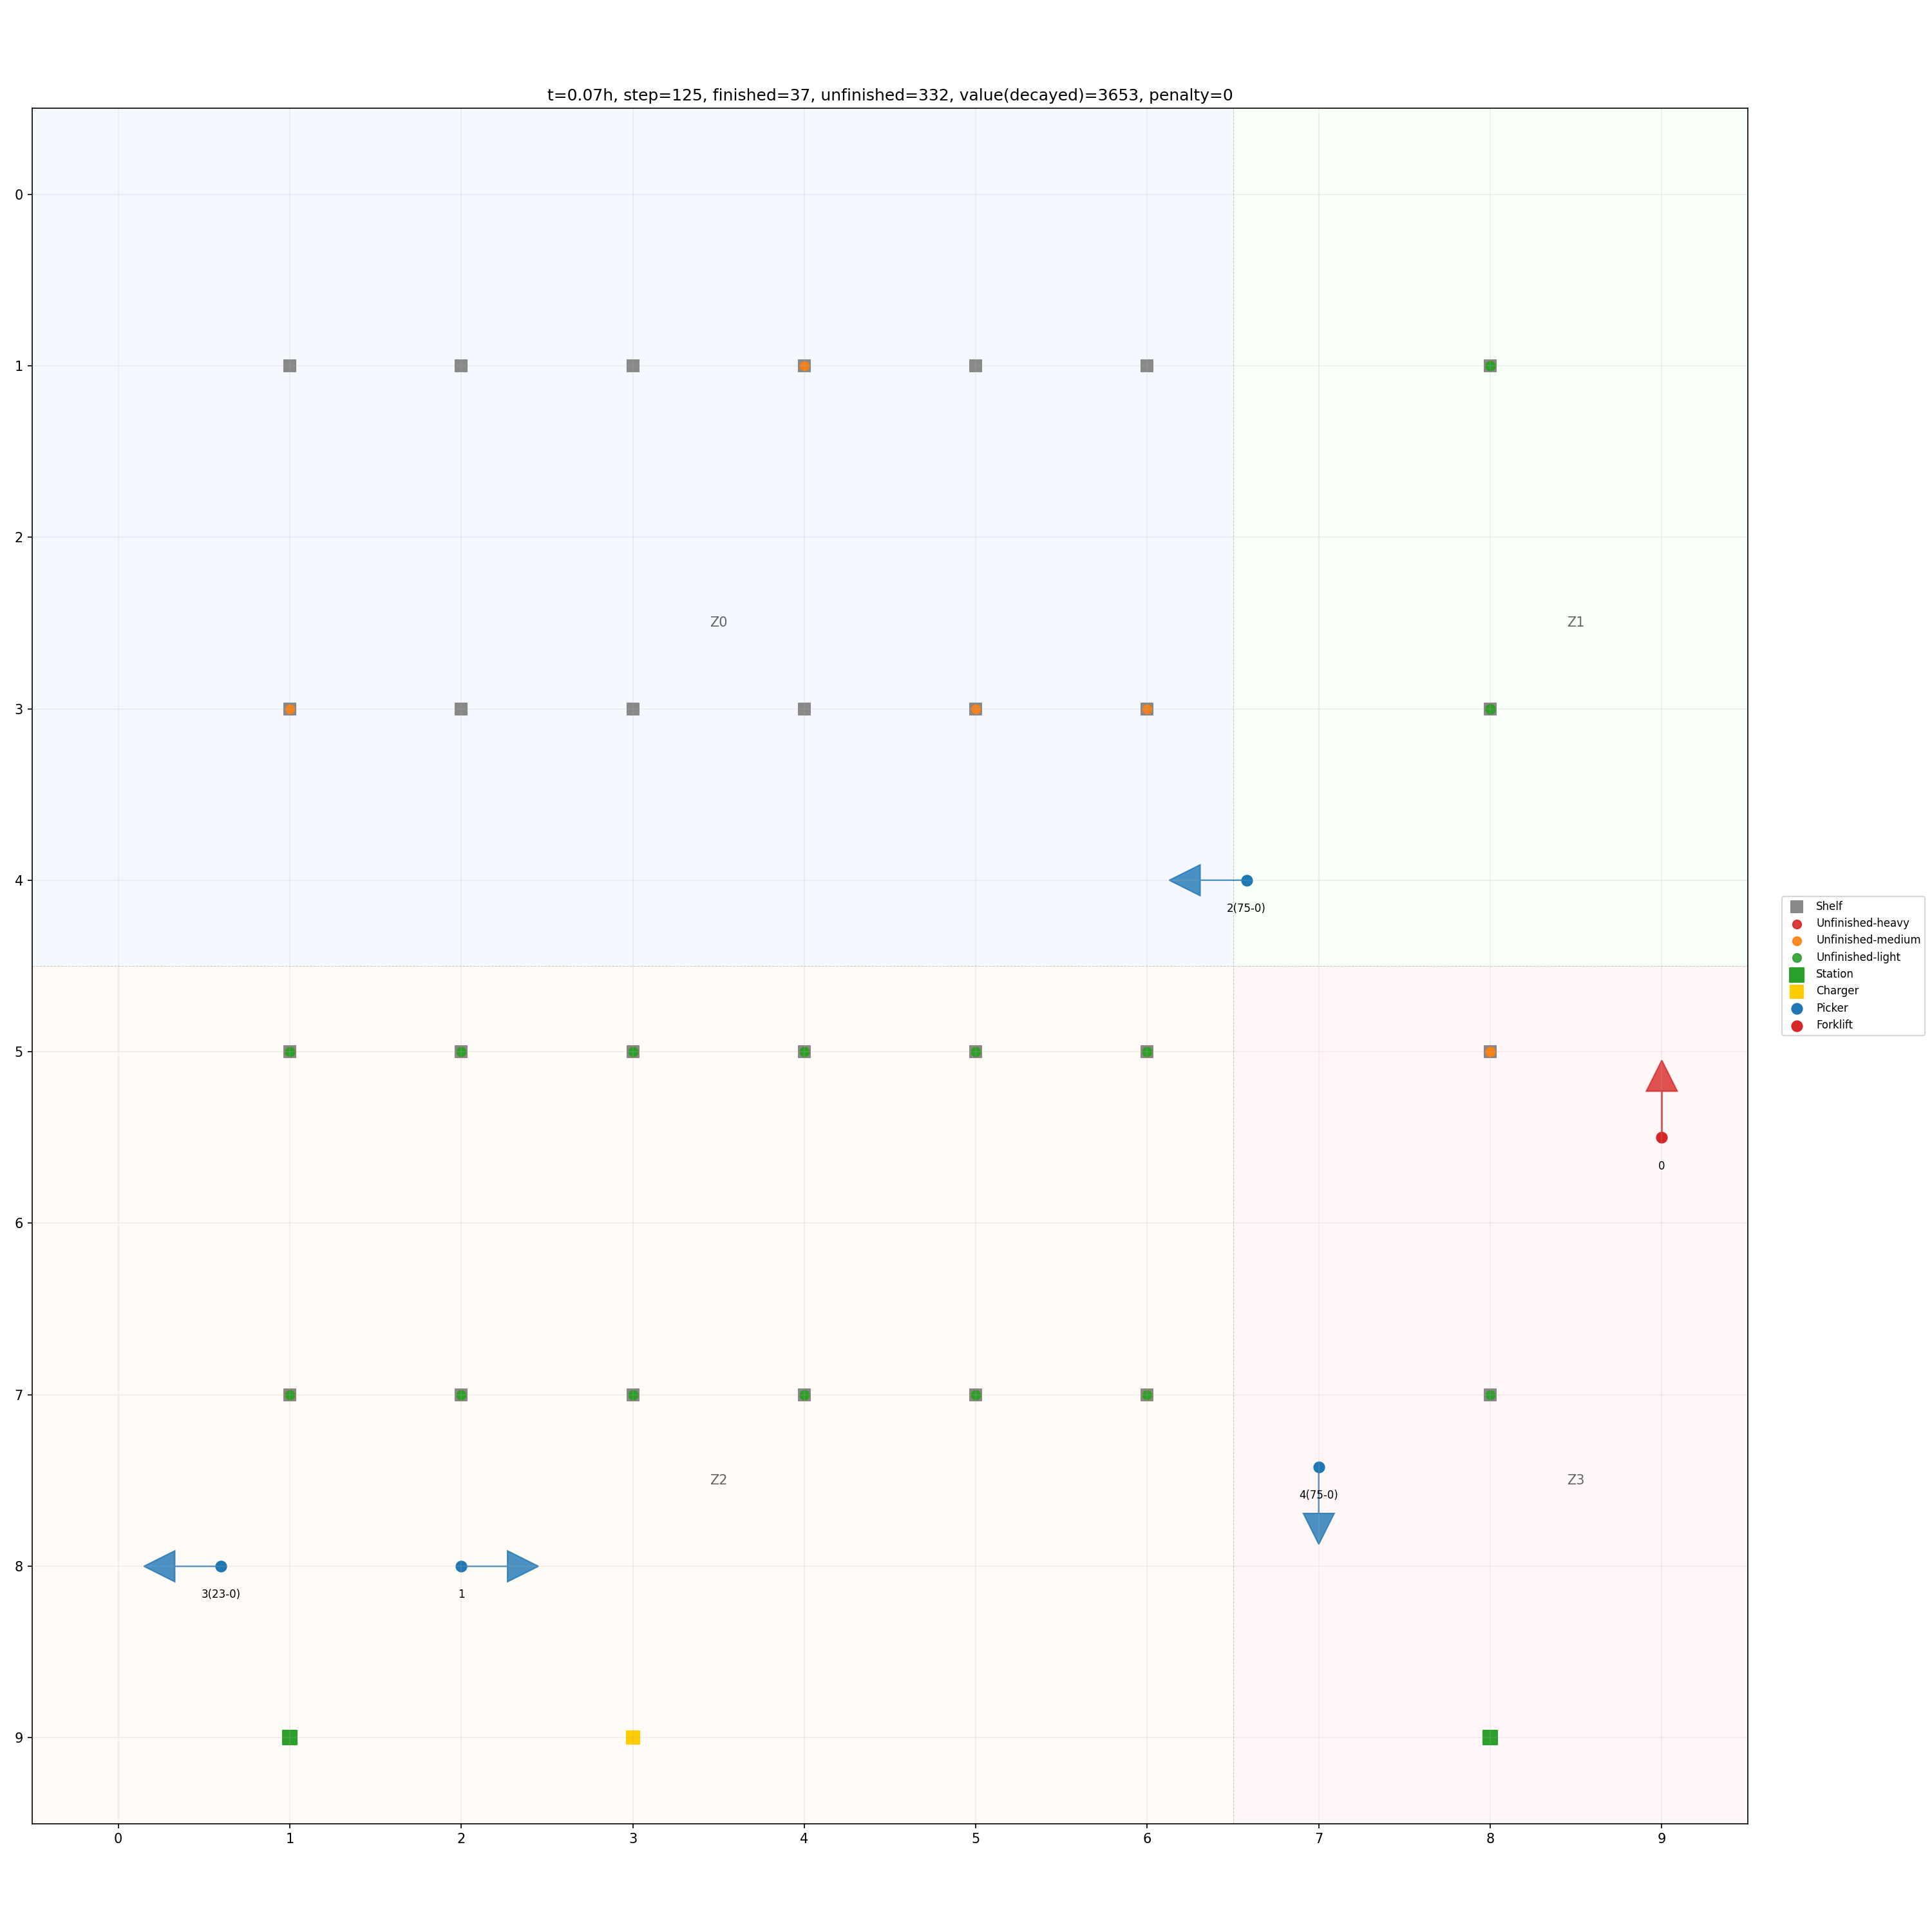 t=0.07h, step=125, finished=37, unfinished=332, value(decayed)=3653, penalty=0
0
1
2
Z0
Z1
3
4
2(75-0)
Shelf
Unfinished-heavy
Unfinished-medium
Unfinished-light
Station
Charger
Picker
Forklift
5
0
6
7
Z2
Z3
4(75-0)
8
3(23-0)
1
9
0 1 2 3 4 5 6 7 8 9